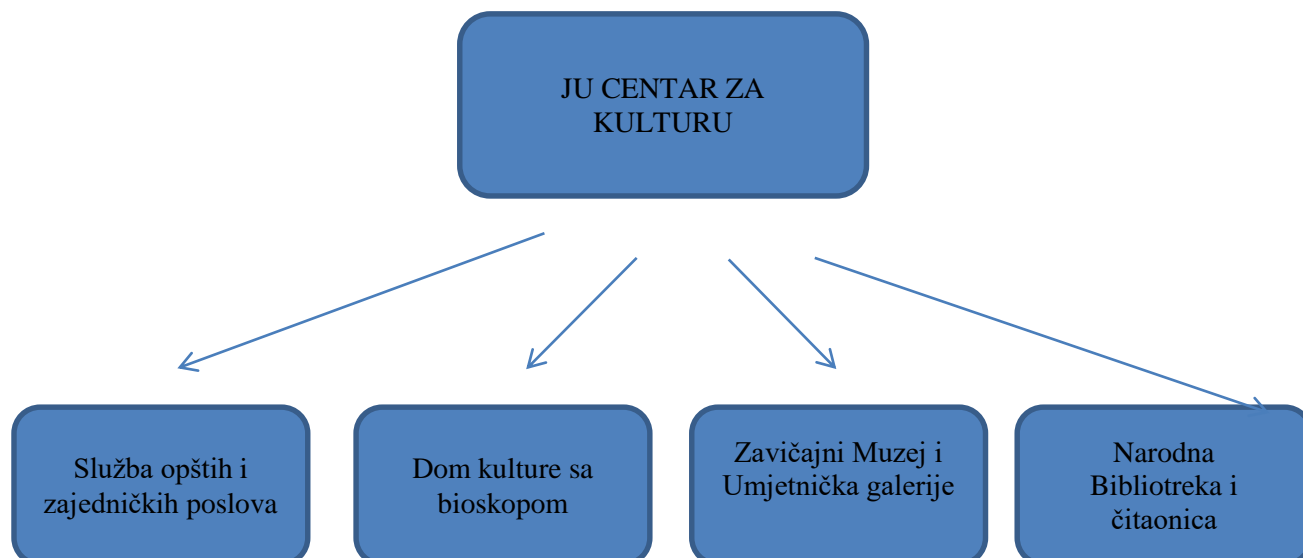 JU CENTAR ZA
KULTURU
Služba opštih i
zajedničkih poslova
Dom kulture sa
bioskopom
Zavičajni Muzej i
Umjetnička galerije
Narodna
Bibliotreka i
čitaonica